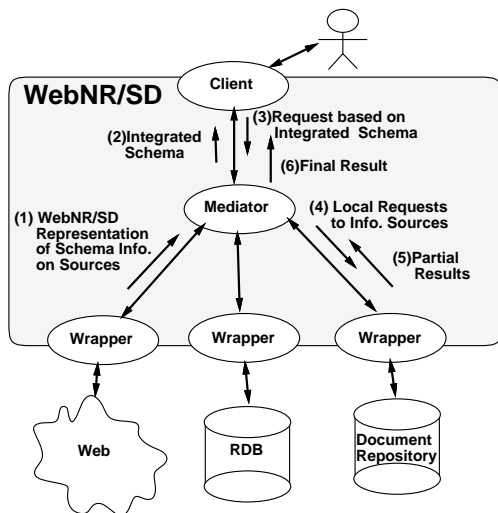 Client
WebNR/SD
(3)Request based on
Integrated Schema
(2)Integrated
Schema
(6)Final Result
Mediator
(1) WebNR/SD
Representation
of Schema Info.
on Sources
(4) Local Requests
to Info. Sources
(5)Partial
Results
Wrapper
Wrapper
Wrapper
Web
RDB
Document
Repository